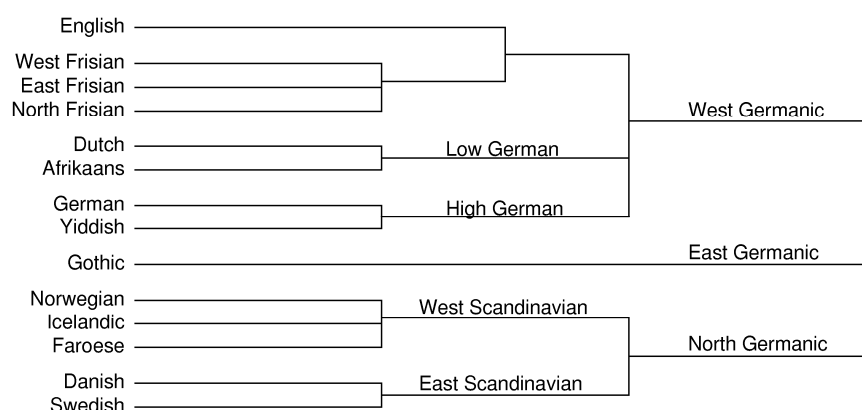 English
West Frisian
East Frisian
North Frisian
West Germanic
Dutch
Low German
Afrikaans
German
High German
Yiddish
East Germanic
Gothic
Norwegian
West Scandinavian
Icelandic
Faroese
North Germanic
Danish
East Scandinavian
Swedish